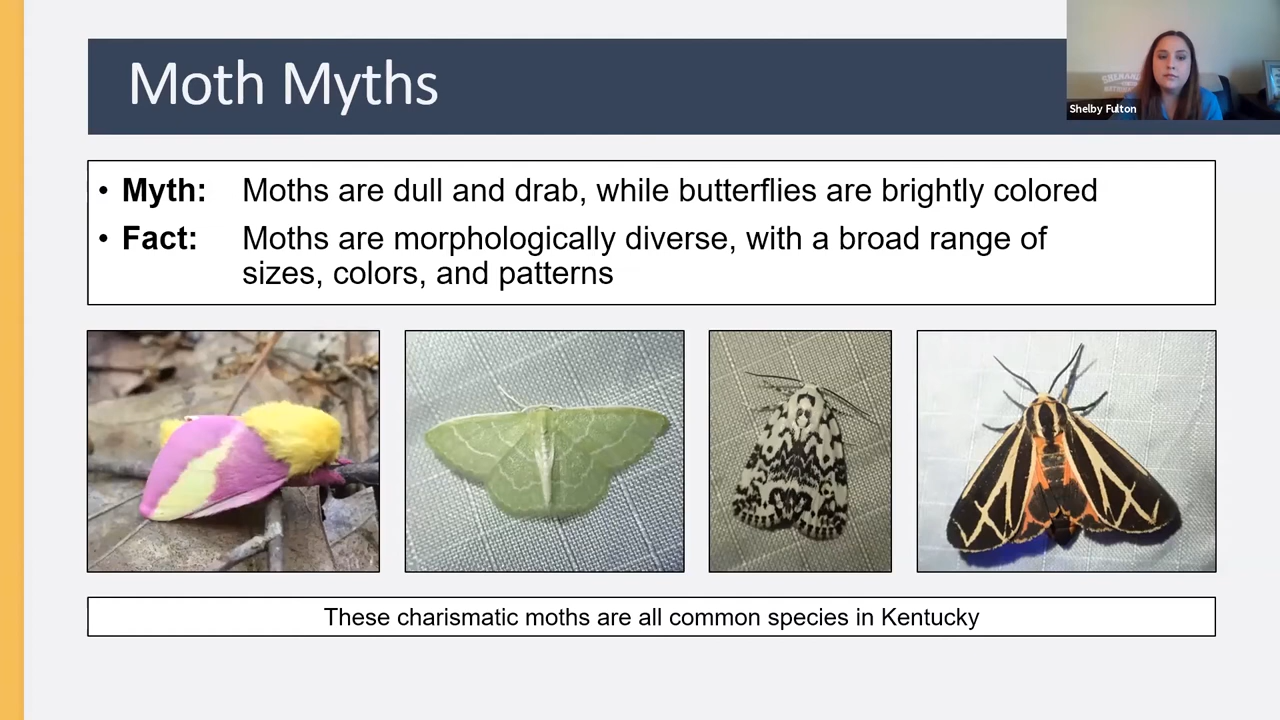 Moth Myths
Shelby Fulton
• Myth: Moths are dull and drab, while butterflies are brightly colored
• Fact: Moths are morphologically diverse, with a broad range of
sizes, colors, and patterns
These charismatic moths are all common species in Kentucky